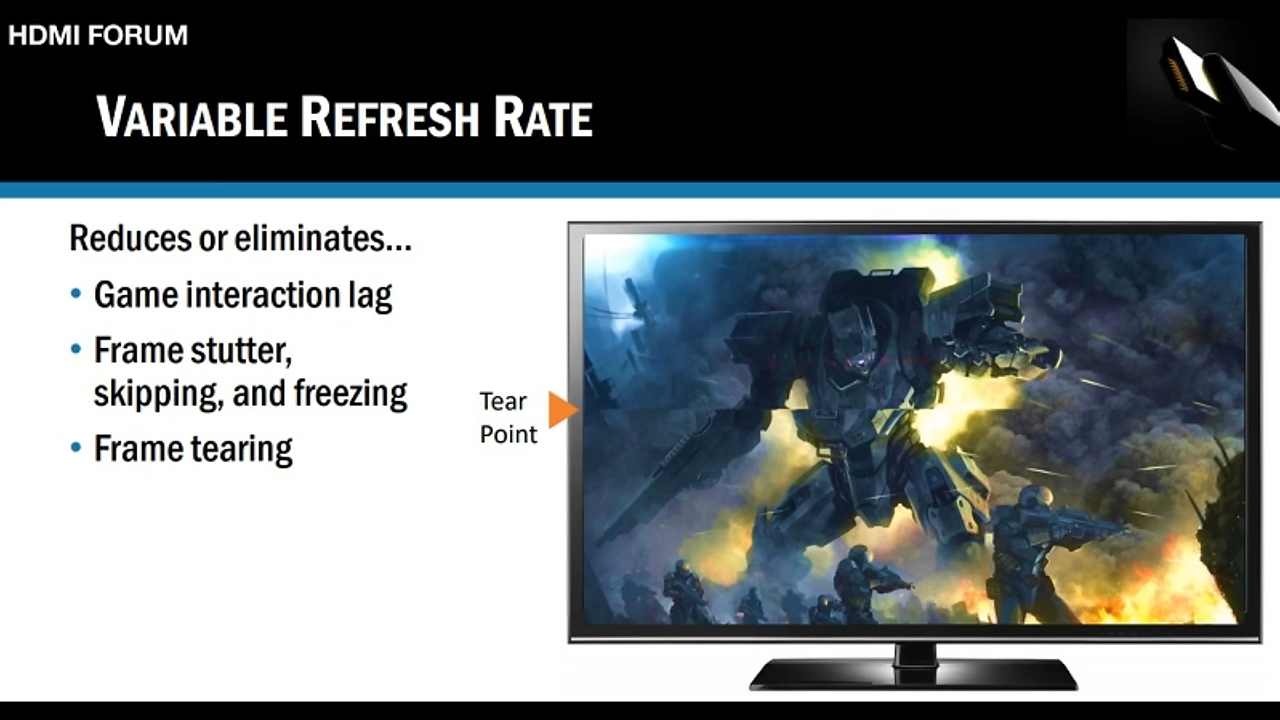 HDMI FORUM
VARIABLE REFRESH RATE
Reduces or eliminates...
• Game interaction lag
• Frame stutter,
skipping, and freezing
• Frame tearing
Tear
Point